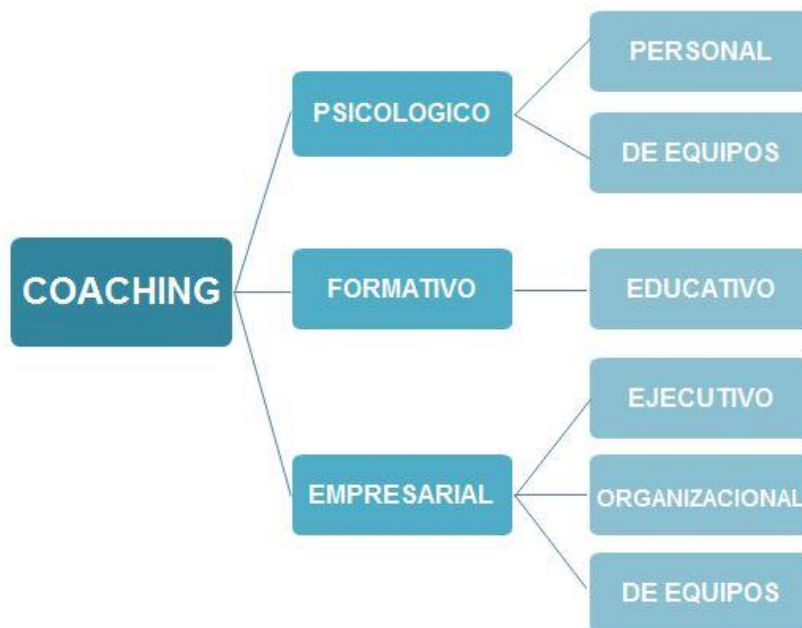 COACHING
PSICOLOGICO
PERSONAL
DE EQUIPOS
FORMATIVO
EDUCATIVO
EMPRESARIAL
EJECUTIVO
ORGANIZACIONAL
DE EQUIPOS